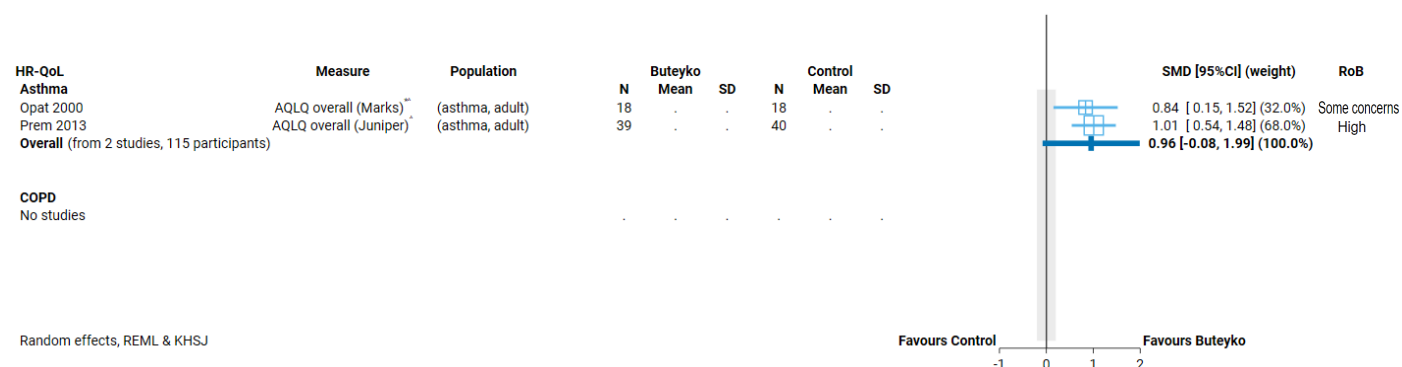 HR-QoL Measure Population Buteyko Control SMD [95%CI] (weight) RoB
Asthma N Mean SD N Mean SD
Opat 2000 AQLQ overall (Marks) (asthma, adult) 18 . . 18 . . 0.84 [ 0.15, 1.52] (32.0%) Some concerns
Prem 2013 AQLQ overall (Juniper)^ (asthma, adult) 39 . . 40 . . 1.01 [ 0.54, 1.48] (68.0%) High
Overall (from 2 studies, 115 participants) 0.96 [-0.08, 1.99] (100.0%)
COPD
No studies . . . . . .
Random effects, REML & KHSJ Favours Control Favours Buteyko
-1 0 1 2